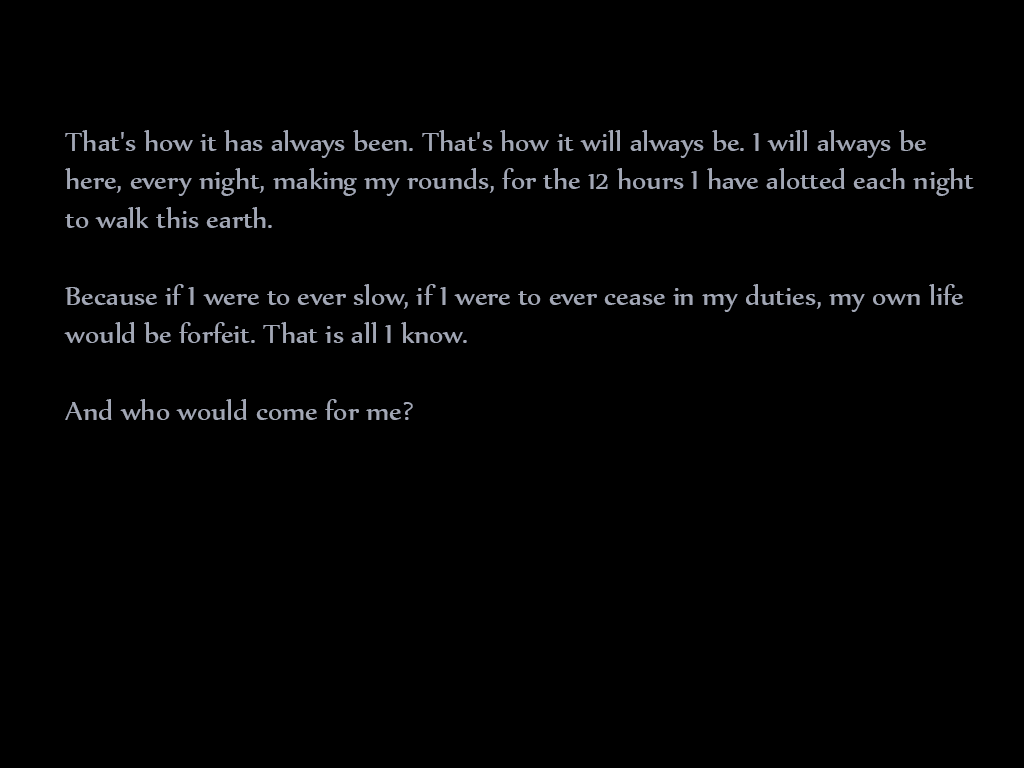 That's how it has always been. That's how it will always be. I will always be
here, every night, making my rounds, for the 12 hours I have alotted each night
to walk this earth.
Because if I were to ever slow, if I were to ever cease in my duties, my own life
would be forfeit. That is all I know.
And who would come for me?